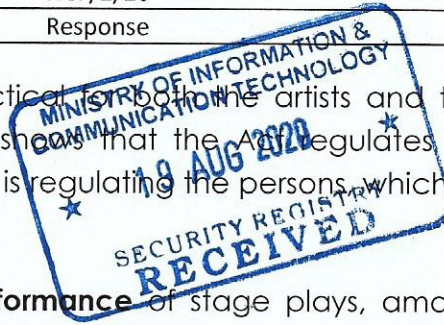 Response
ctical for both the artists and t
shows that the Act regulates
is regulating the persons, which
formance of stage plays, amo
MINISTRY OF INFORMATION &
COMMUNICATION TECHNOLOGY
19 AUG 2020
SECURITY REGISTRY
RECEIVED